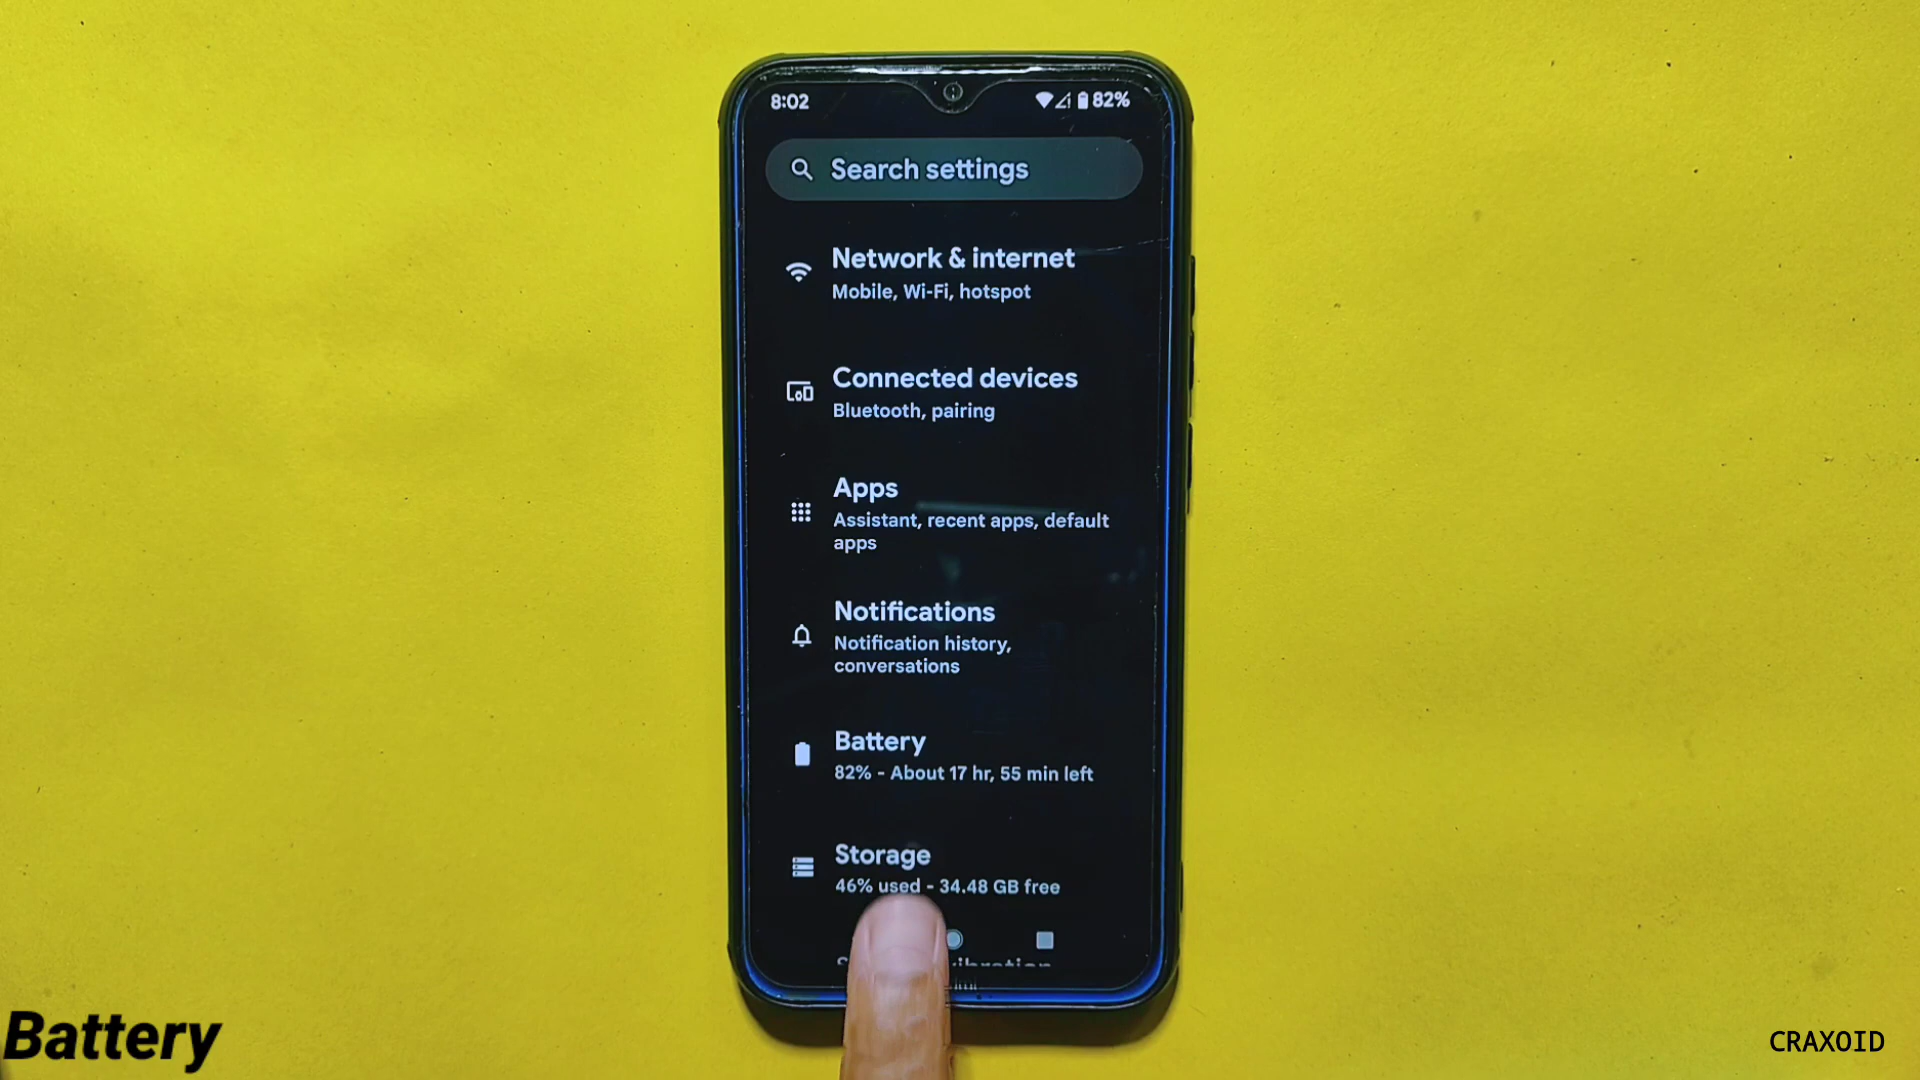 8:02
82%
Search settings
Network & internet
Mobile, Wi-Fi, hotspot
Connected devices
Bluetooth, pairing
Apps
Assistant, recent apps, default
apps
Notifications
Notification history,
conversations
Battery
82% - About 17 hr, 55 min left
Storage
46% used - 34.48 GB free
Battery
CRAXOID